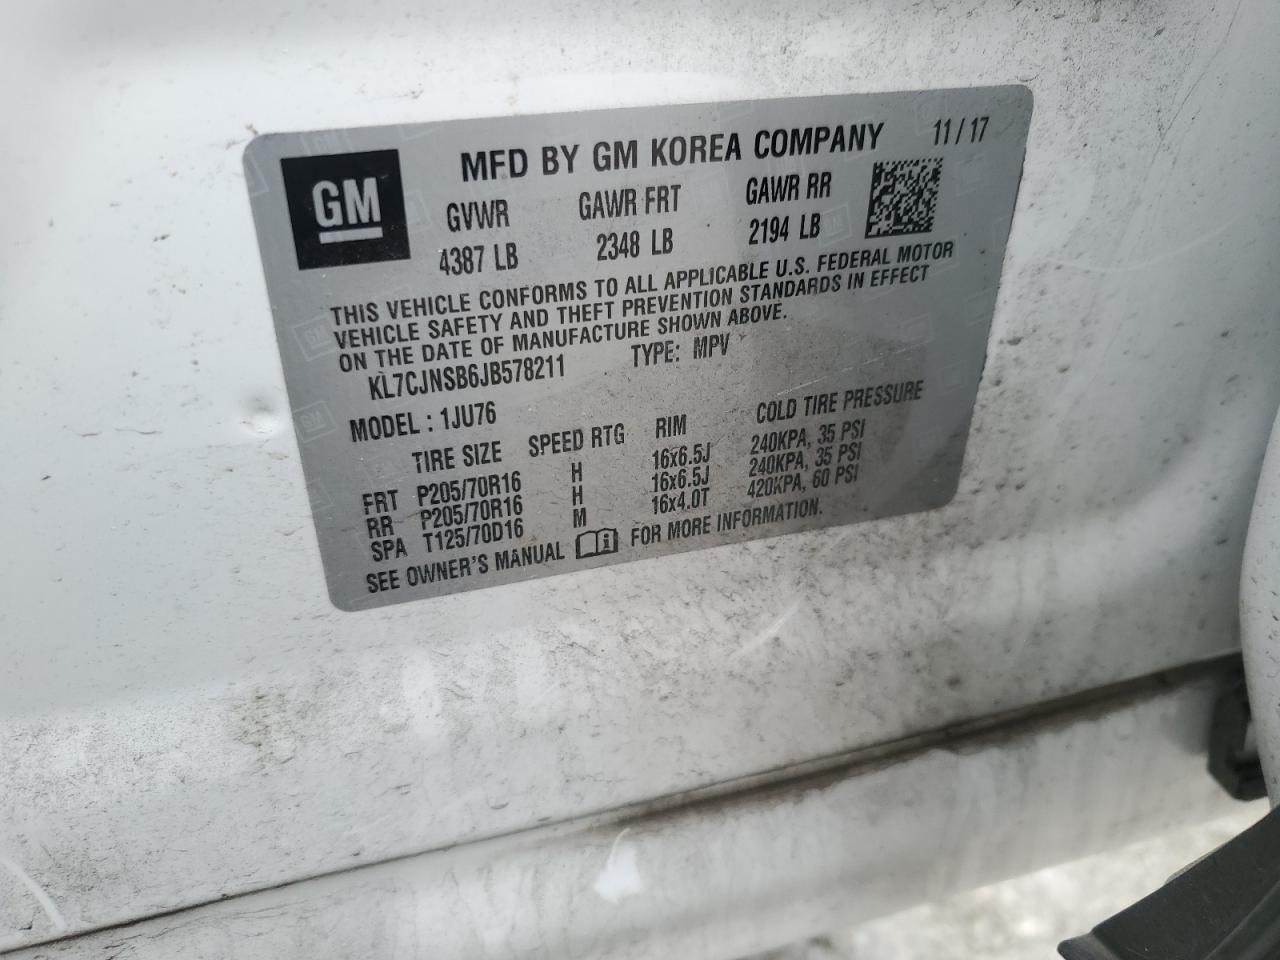 GM
MFD BY GM KOREA COMPANY 11 / 17
GVWR GAWR FRT GAWR RR
4387 LB 2348 LB 2194 LB
THIS VEHICLE CONFORMS TO ALL APPLICABLE U.S. FEDERAL MOTOR
VEHICLE SAFETY AND THEFT PREVENTION STANDARDS IN EFFECT
ON THE DATE OF MANUFACTURE SHOWN ABOVE.
KL7CJNSB6JB578211 TYPE: MPV
MODEL : 1JU76
TIRE SIZE SPEED RTG RIM COLD TIRE PRESSURE
FRT P205/70R16 H 16x6.5J 240KPA, 35 PSI
RR P205/70R16 H 16x6.5J 240KPA, 35 PSI
SPA T125/70D16 M 16x4.0T 420KPA, 60 PSI
SEE OWNER'S MANUAL FOR MORE INFORMATION.